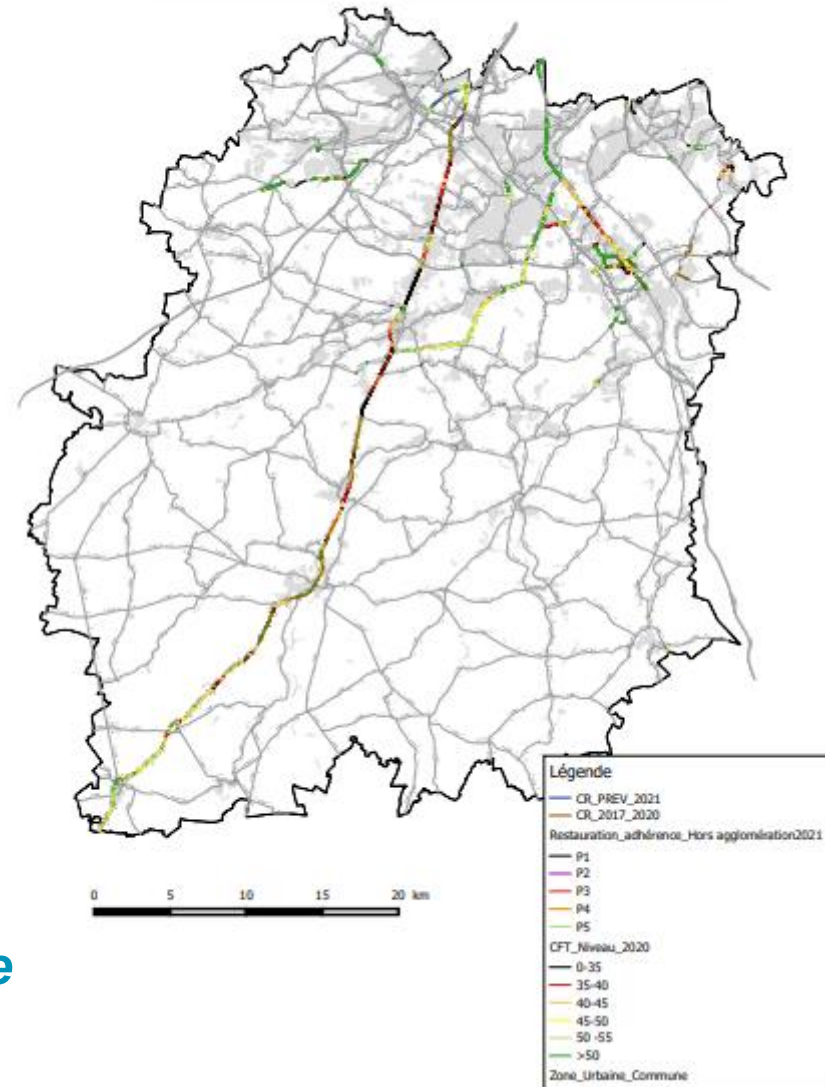 Légende
CR_PREV_2021
CR_2017_2020
Restauration_adhérence_Hors agglomération2021
P1
P2
P3
P4
P5
CFT_Niveau_2020
0-35
35-40
40-45
45-50
50 -55
>50
Zone_Urbaine_Commune
0 5 10 15 20 km
e